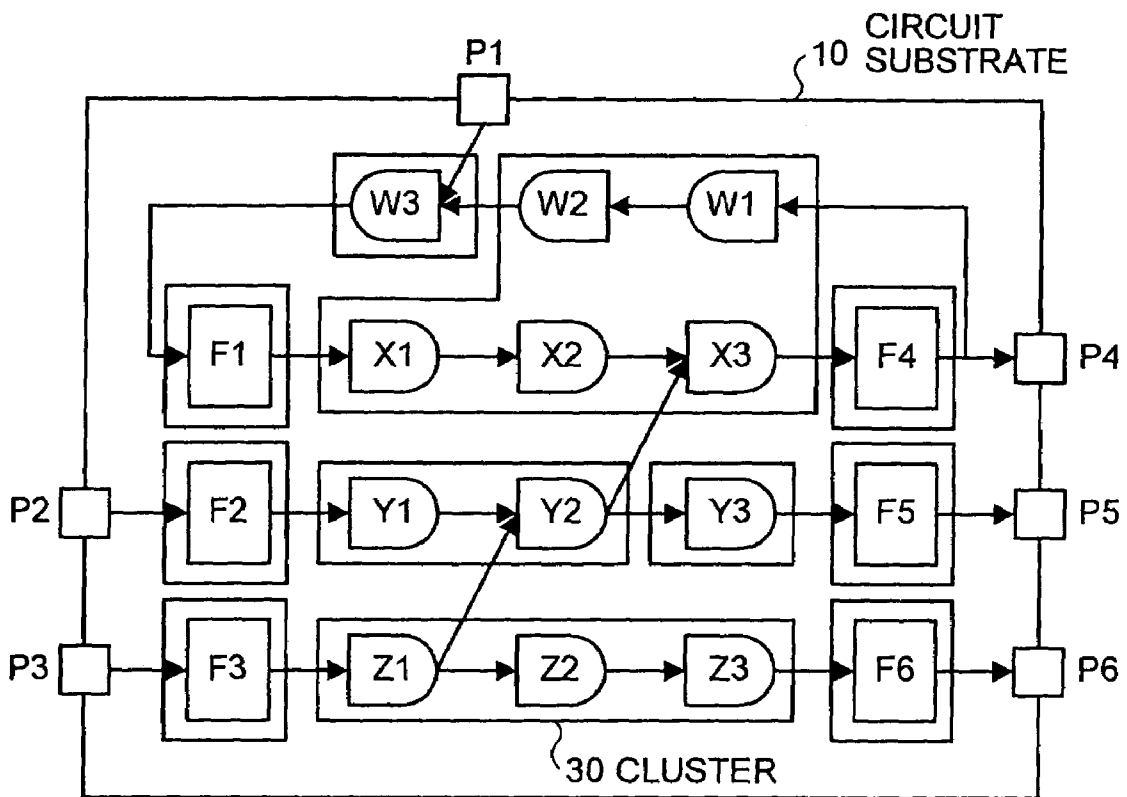 P1
10 CIRCUIT
SUBSTRATE
W3 W2 W1
F1 X1 X2 X3 F4 P4
P2 F2 Y1 Y2 Y3 F5 P5
P3 F3 Z1 Z2 Z3 F6 P6
30 CLUSTER